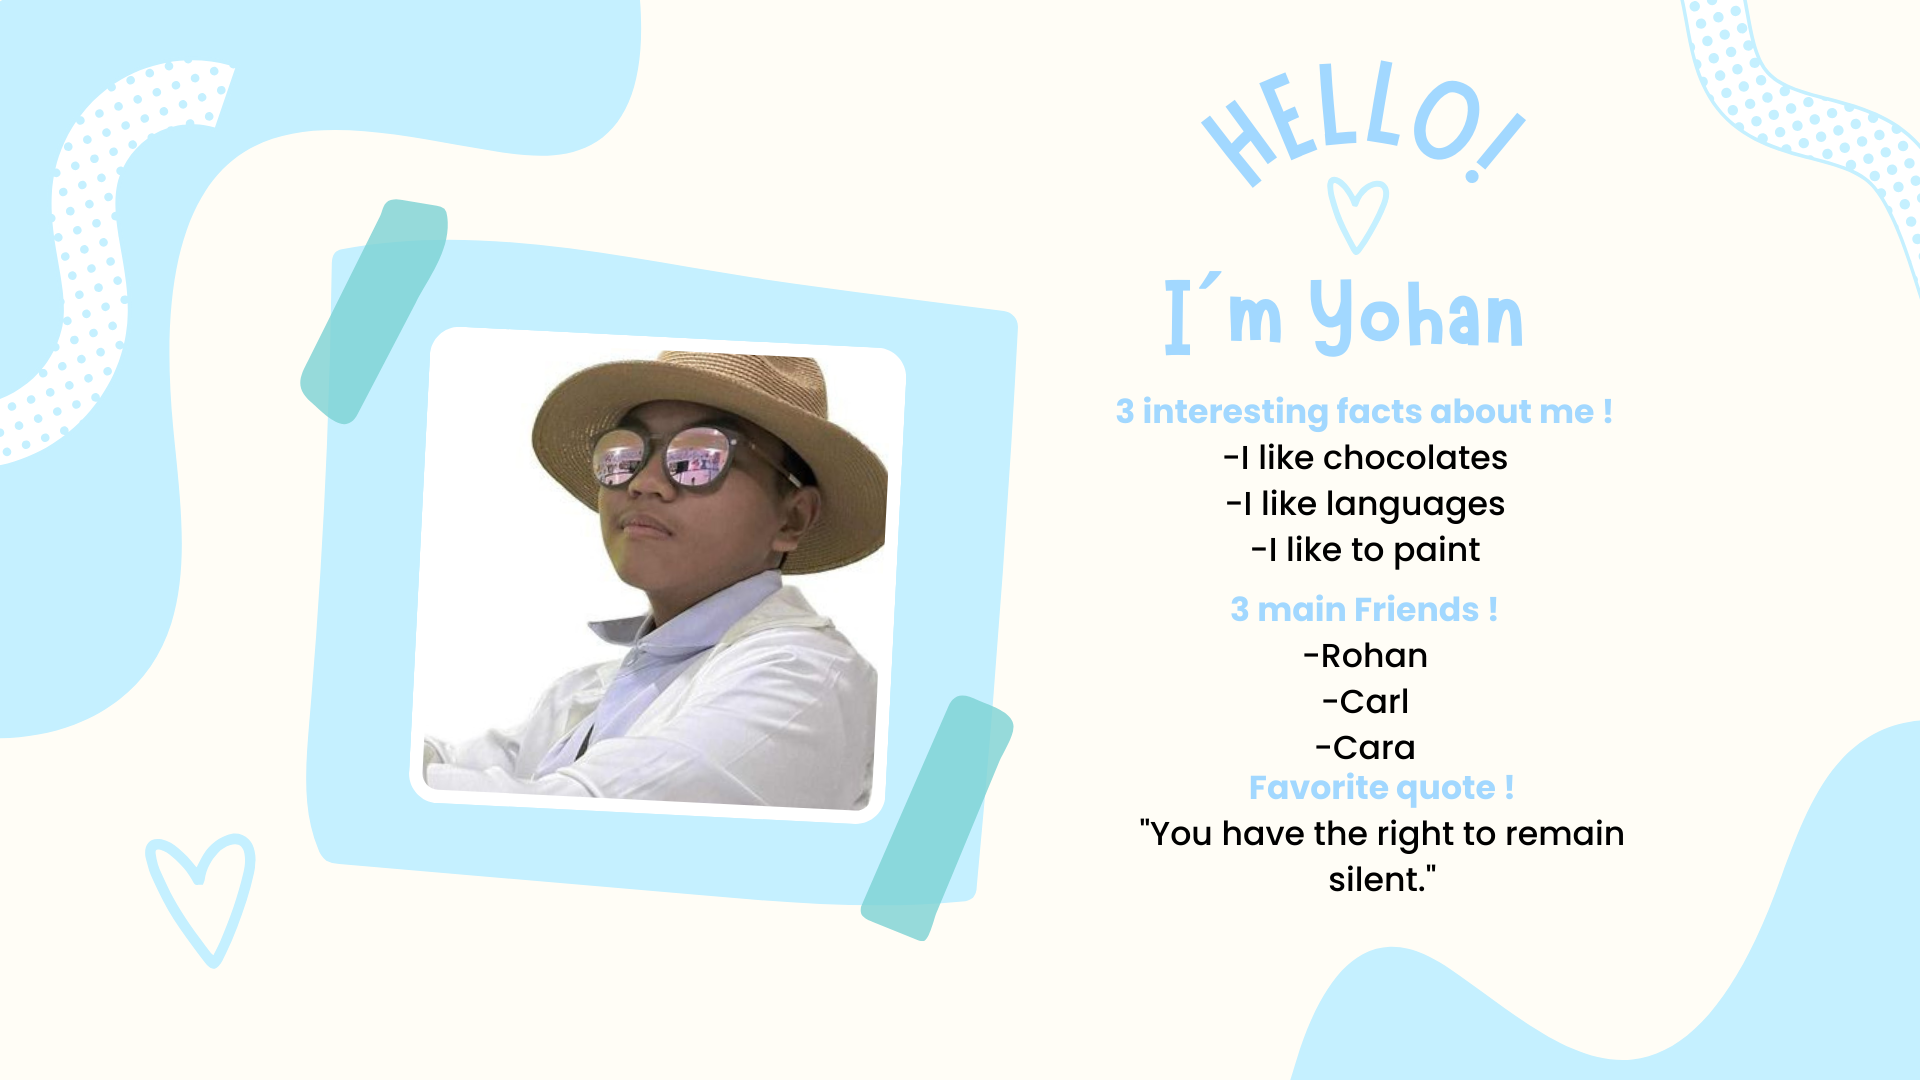 HELLO!
I´m Yohan
3 interesting facts about me !
-I like chocolates
-I like languages
-I like to paint
3 main Friends !
-Rohan
-Carl
-Cara
Favorite quote !
"You have the right to remain
silent."